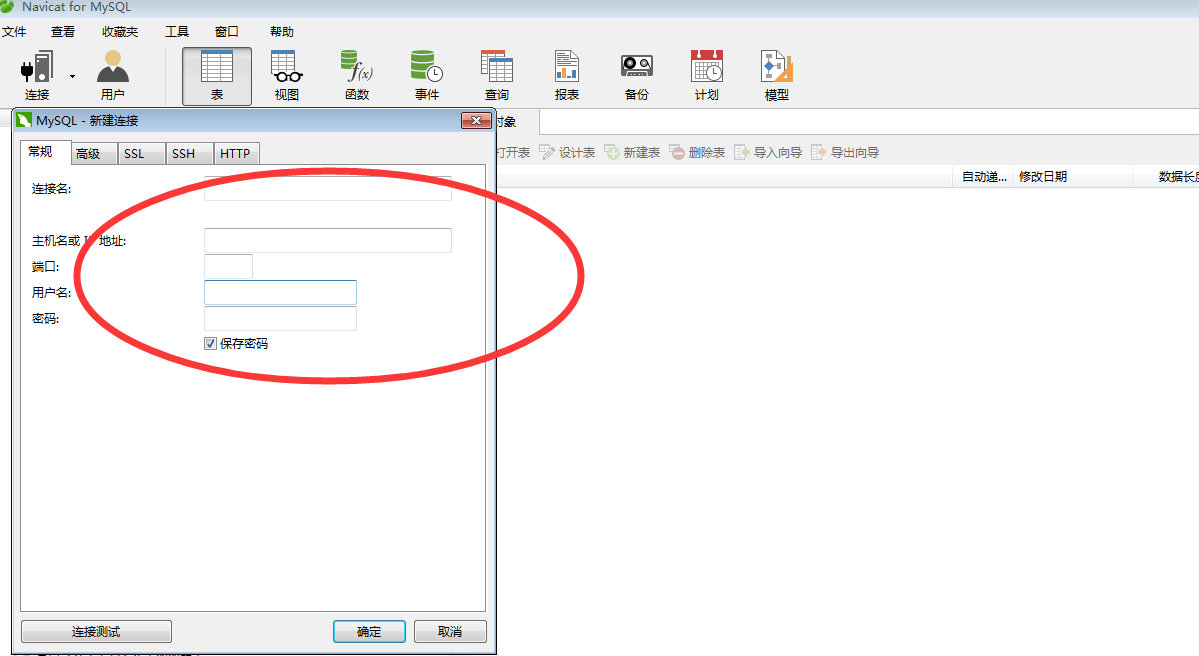 Navicat for MySQL
文件 查看 收藏夹 工具 窗口 帮助
连接 用户 表 视图 函数 事件 查询 报表 备份 计划 模型
f(x)
MySQL - 新建连接
对象
常规 高级 SSL SSH HTTP
打开表 设计表 新建表 删除表 导入向导 导出向导
自动递... 修改日期 数据长度
连接名:
主机名或 IP 地址:
端口:
用户名:
密码:
保存密码
连接测试 确定 取消